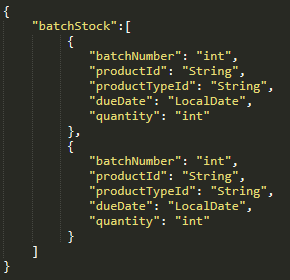 {
    "batchStock":[
        {
            "batchNumber": "int",
            "productId": "String",
            "productTypeId": "String",
            "dueDate": "LocalDate",
            "quantity": "int"
        },
        {
            "batchNumber": "int",
            "productId": "String",
            "productTypeId": "String",
            "dueDate": "LocalDate",
            "quantity": "int"
        }
    ]
}